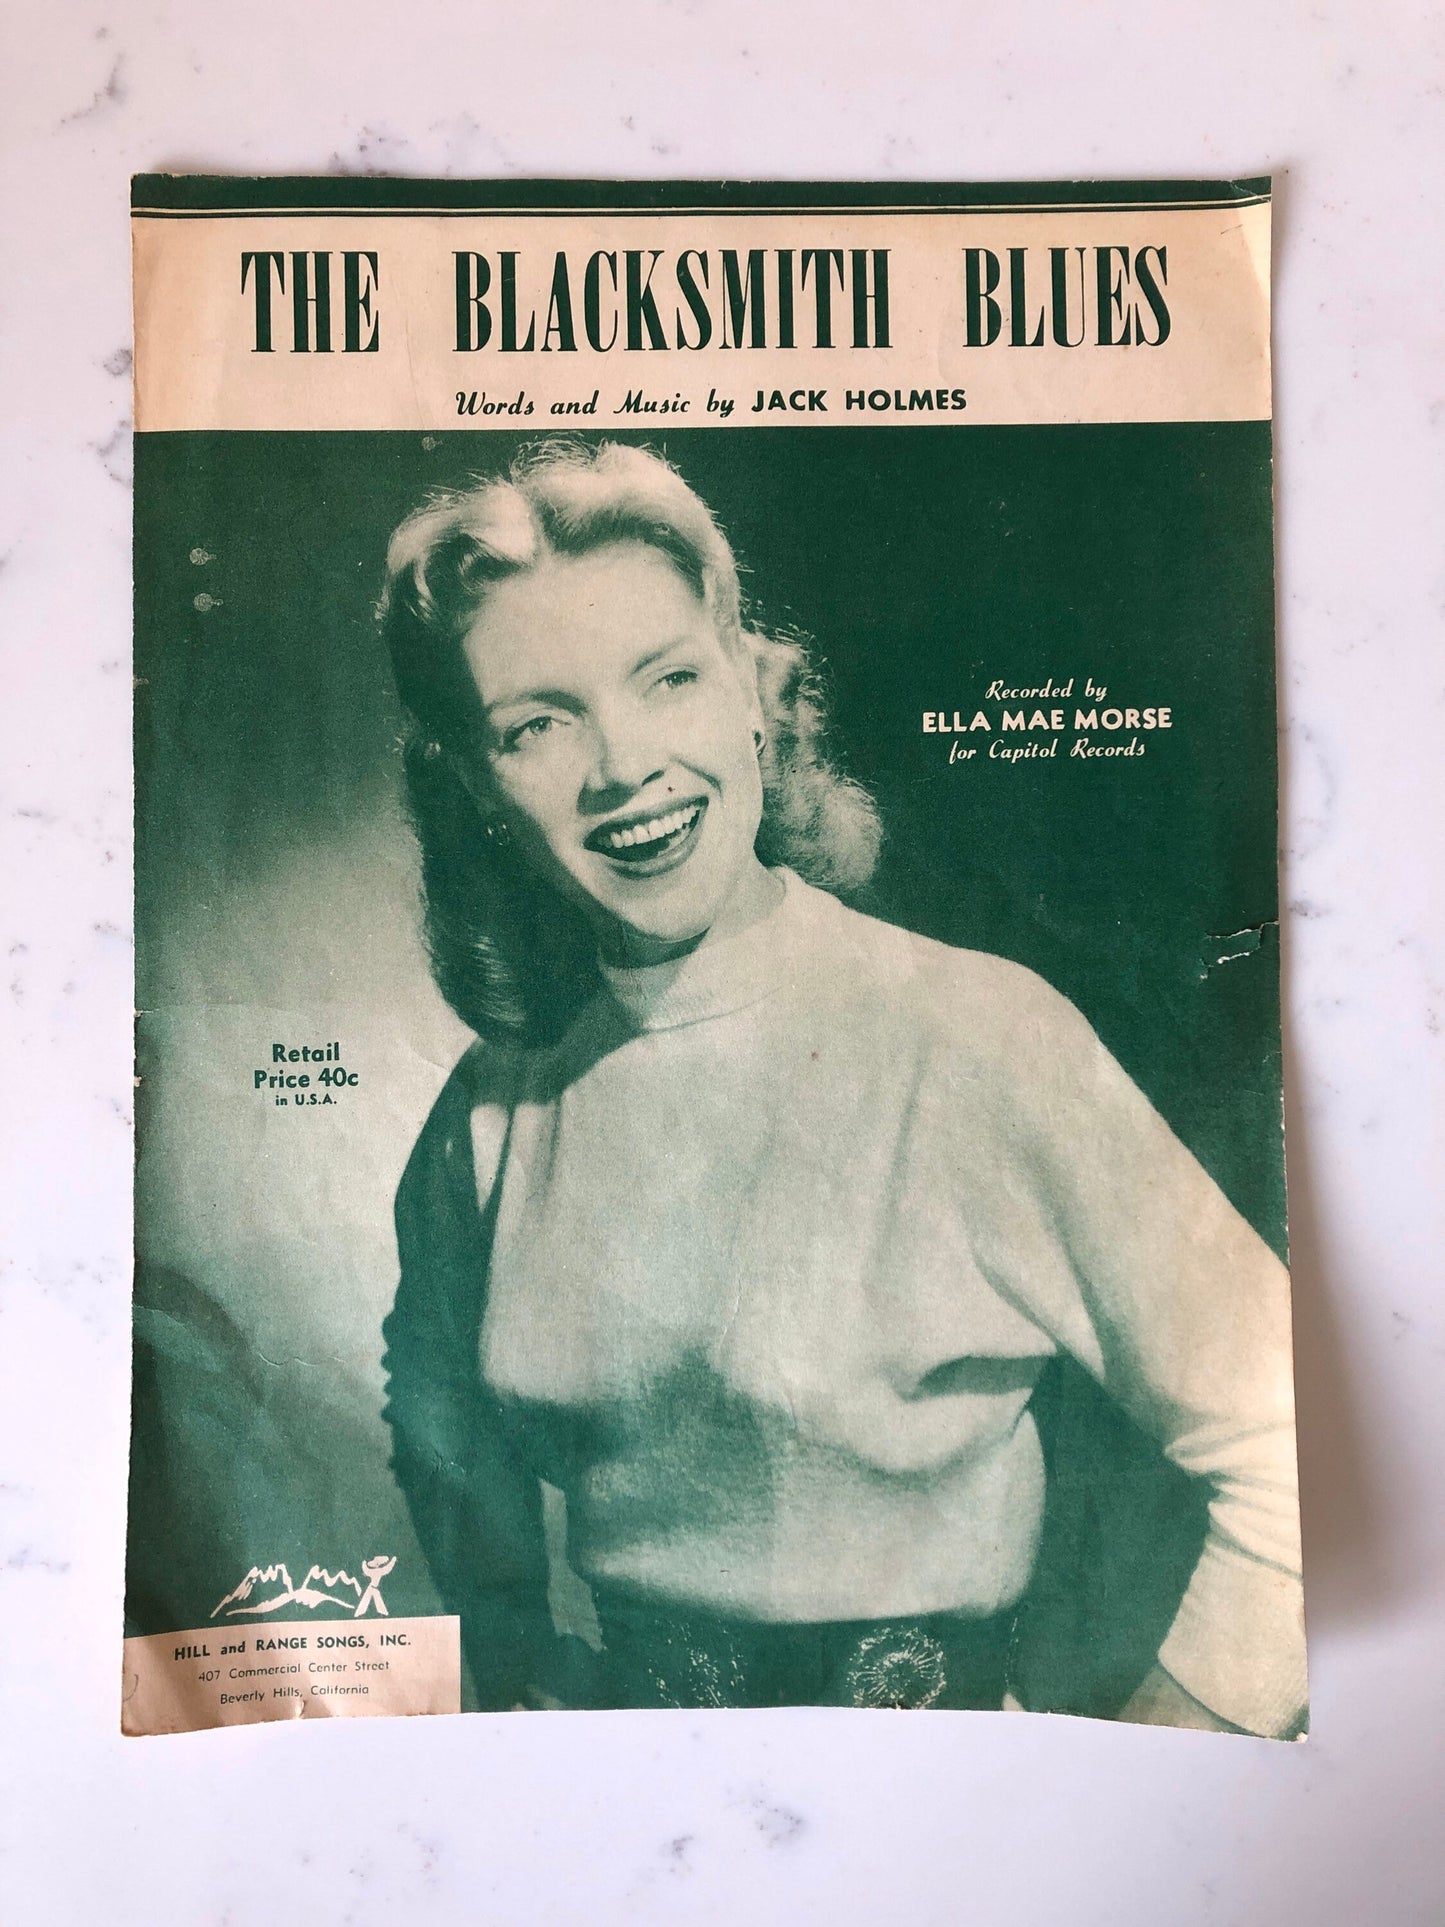 THE BLACKSMITH BLUES
Words and Music by JACK HOLMES
Recorded by
ELLA MAE MORSE
for Capitol Records
Retail
Price 40c
in U.S.A.
HILL and RANGE SONGS, INC.
407 Commercial Center Street
Beverly Hills, California